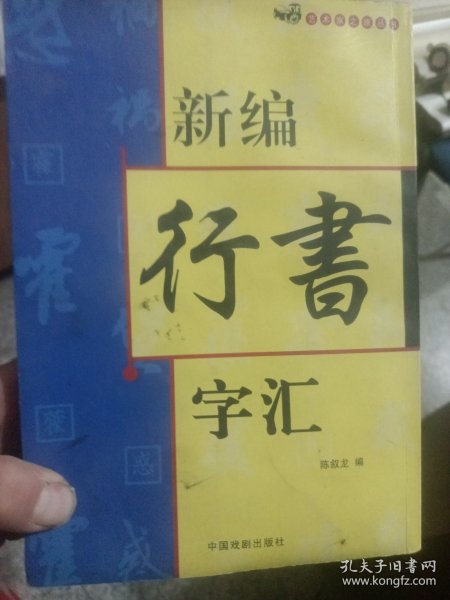 新编
行書
字汇
陈叙龙 编
中国戏剧出版社
孔夫子旧书网
www.kongfz.com